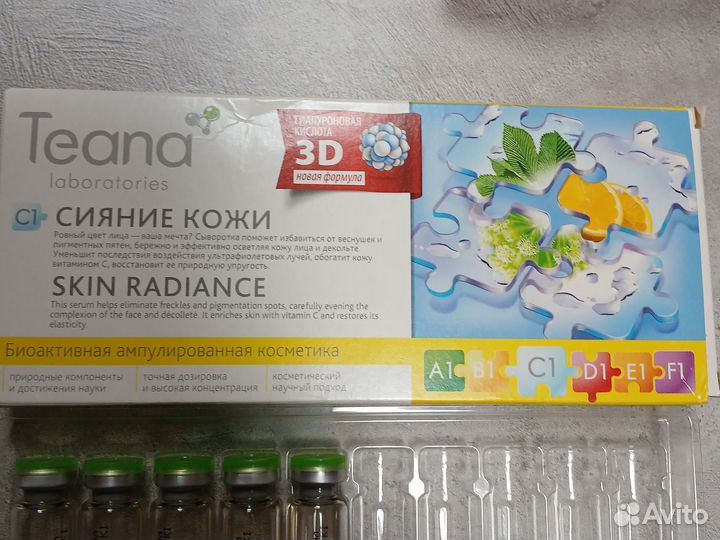 Teana
laboratories
ГИАЛУРОНОВАЯ
КИСЛОТА
3D
новая формула
C1 СИЯНИЕ КОЖИ
Ровный цвет лица — ваша мечта? Сыворотка поможет избавиться от веснушек и
пигментных пятен, бережно и эффективно осветляя кожу лица и декольте.
Уменьшит последствия воздействия ультрафиолетовых лучей, обогатит кожу
витамином С, восстановит ее природную упругость.
SKIN RADIANCE
This serum helps eliminate freckles and pigmentation spots, carefully evening the
complexion of the face and décolleté. It enriches skin with vitamin C and restores its
elasticity.
Биоактивная ампулированная косметика
природные компоненты
и достижения науки
точная дозировка
и высокая концентрация
косметический
научный подход
A1 B1 C1 D1 E1 F1
Avito